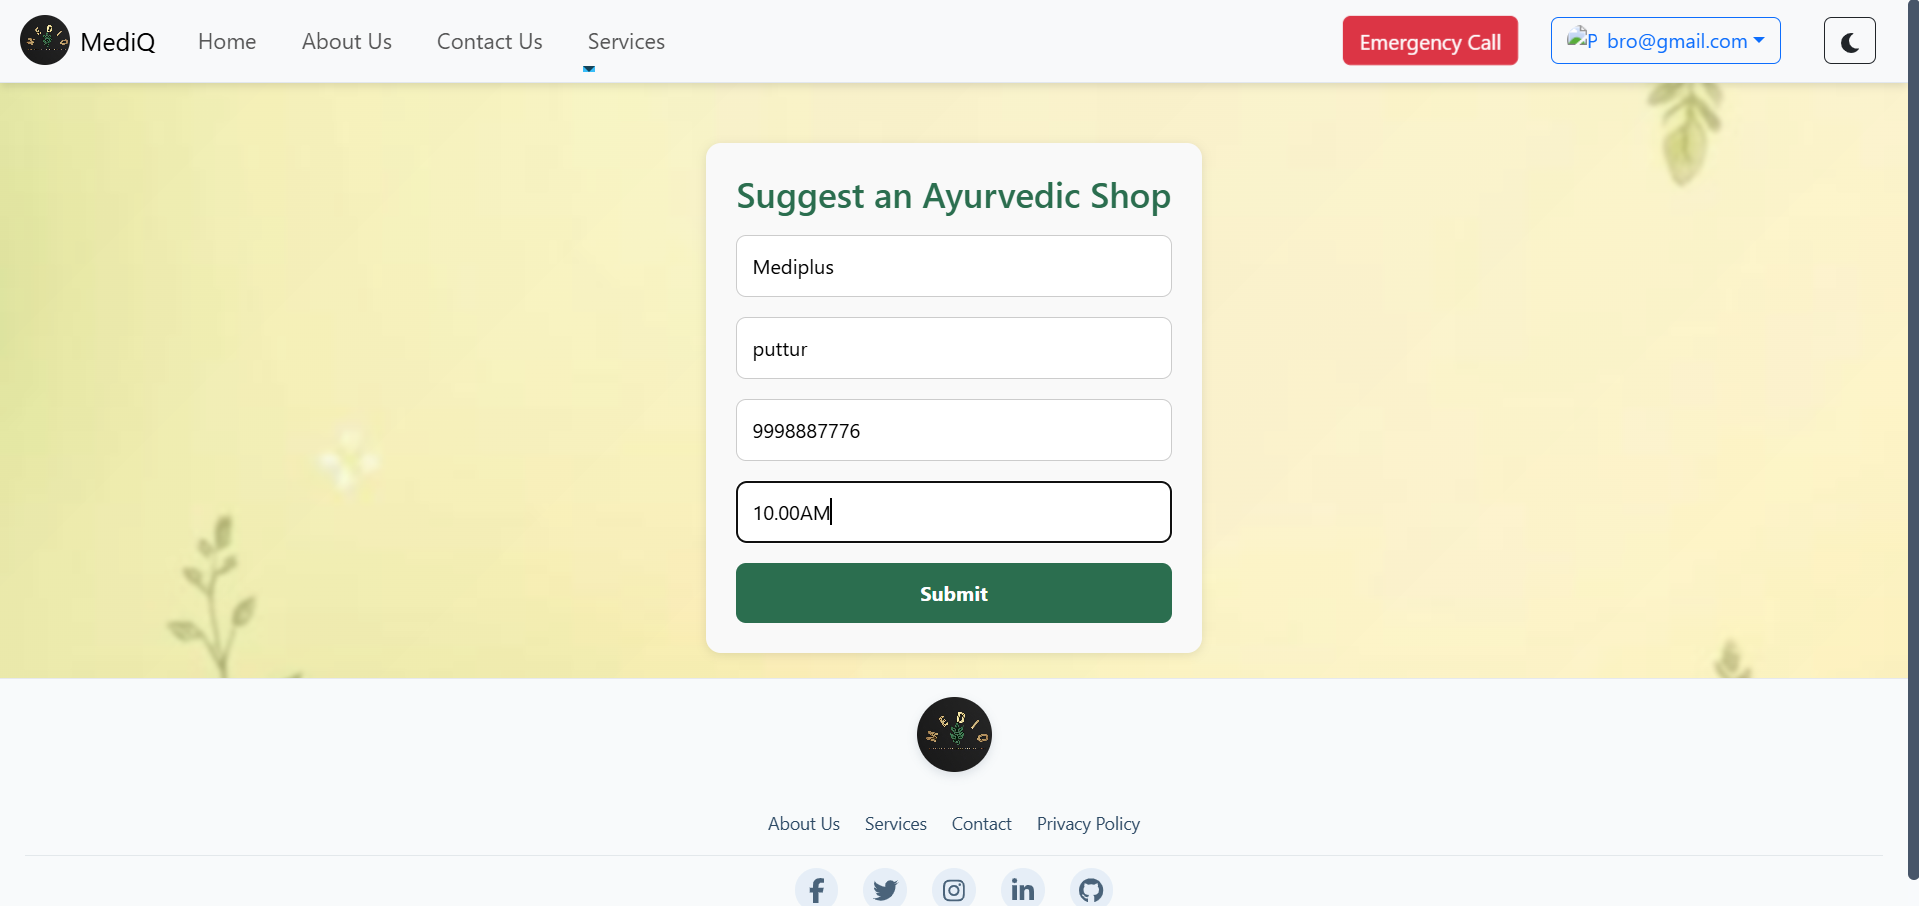 MediQ Home About Us Contact Us Services Emergency Call P bro@gmail.com
Suggest an Ayurvedic Shop
Mediplus
puttur
9998887776
10.00AM
Submit
MEDIQ
About Us Services Contact Privacy Policy